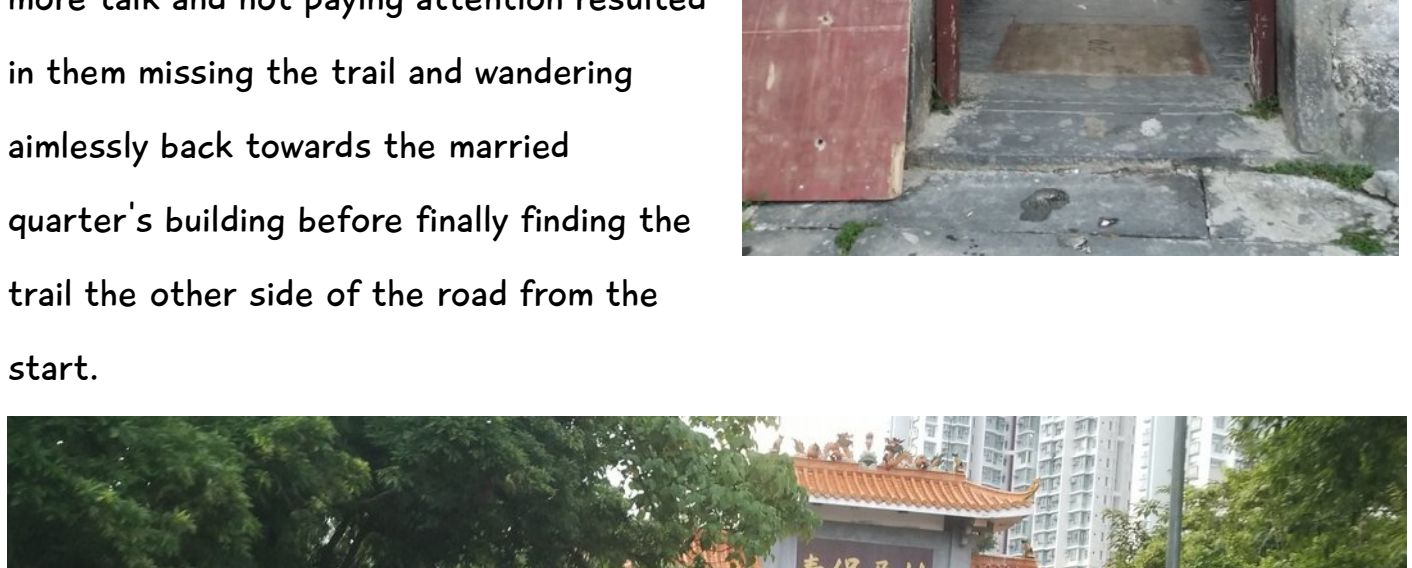 more talk and not paying attention resulted
in them missing the trail and wandering
aimlessly back towards the married
quarter's building before finally finding the
trail the other side of the road from the
start.